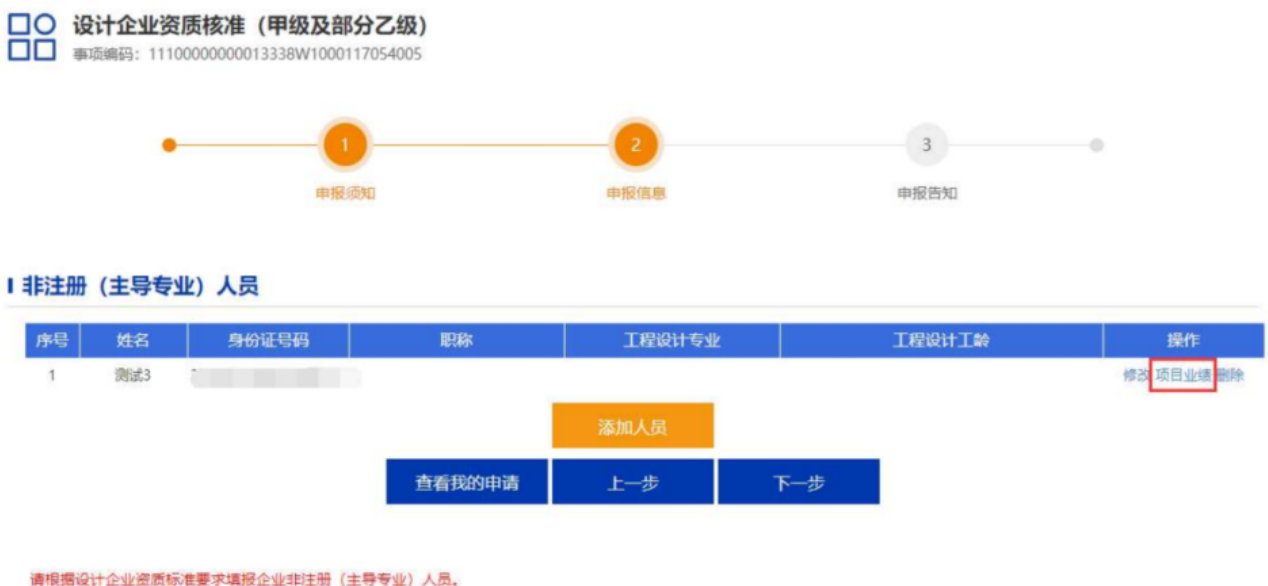 设计企业资质核准（甲级及部分乙级）
事项编码：11100000000013338W1000117054005
1
2
3
申报须知
申报信息
申报告知
非注册（主导专业）人员
序号 姓名 身份证号码 职称 工程设计专业 工程设计工龄 操作
1 测试3 修改 项目业绩 删除
添加人员
查看我的申请 上一步 下一步
请根据设计企业资质标准要求填报企业非注册（主导专业）人员。